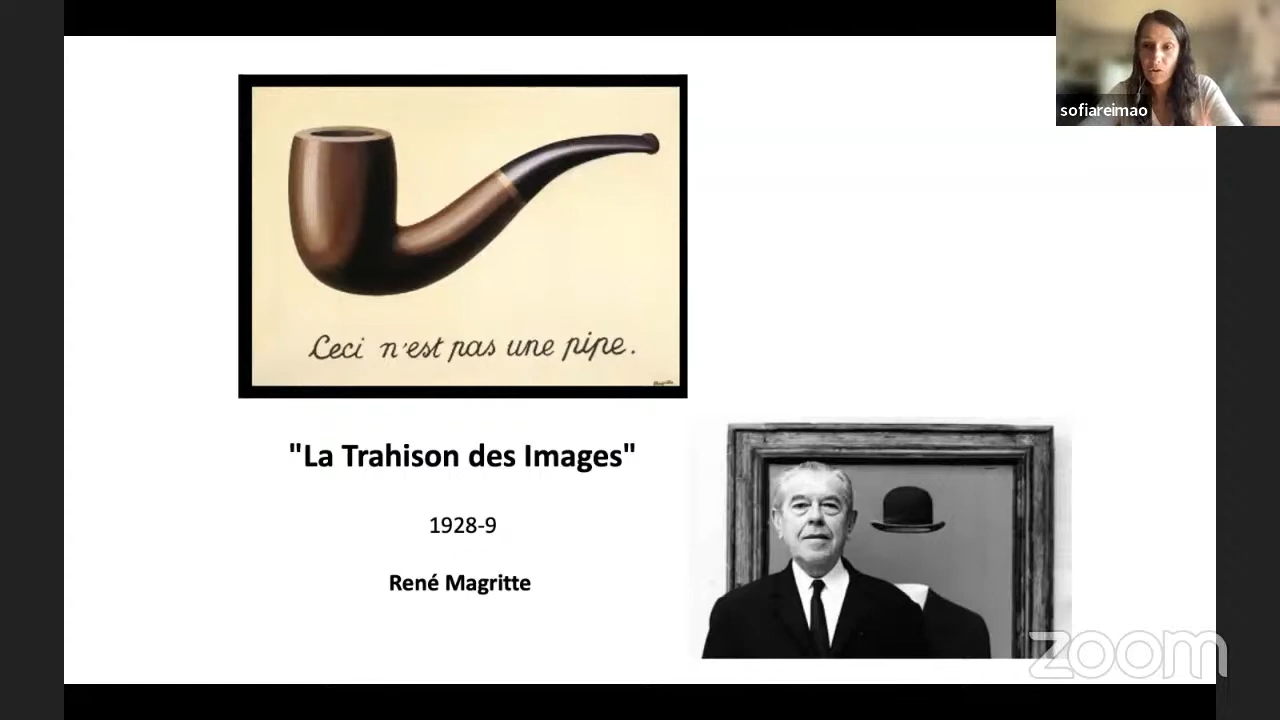 sofiareimao
Ceci n'est pas une pipe.
"La Trahison des Images"
1928-9
René Magritte
zoom